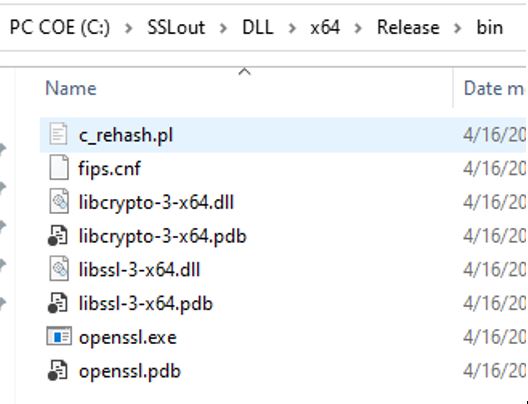 PC COE (C:) > SSLout > DLL > x64 > Release > bin
Name Date m
c_rehash.pl 4/16/20
fips.cnf 4/16/20
libcrypto-3-x64.dll 4/16/20
libcrypto-3-x64.pdb 4/16/20
libssl-3-x64.dll 4/16/20
libssl-3-x64.pdb 4/16/20
openssl.exe 4/16/20
openssl.pdb 4/16/20